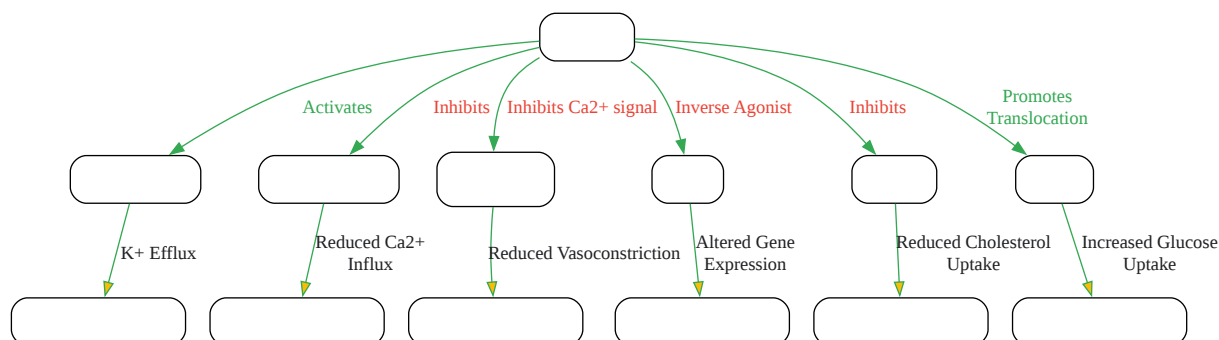 Activates
Inhibits
Inhibits Ca2+ signal
Inverse Agonist
Inhibits
Promotes
Translocation
K+ Efflux
Reduced Ca2+
Influx
Reduced Vasoconstriction
Altered Gene
Expression
Reduced Cholesterol
Uptake
Increased Glucose
Uptake